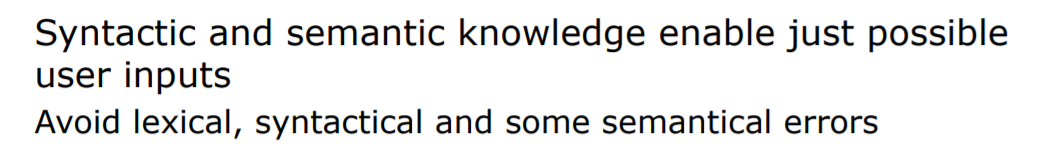 Syntactic and semantic knowledge enable just possible
user inputs
Avoid lexical, syntactical and some semantical errors